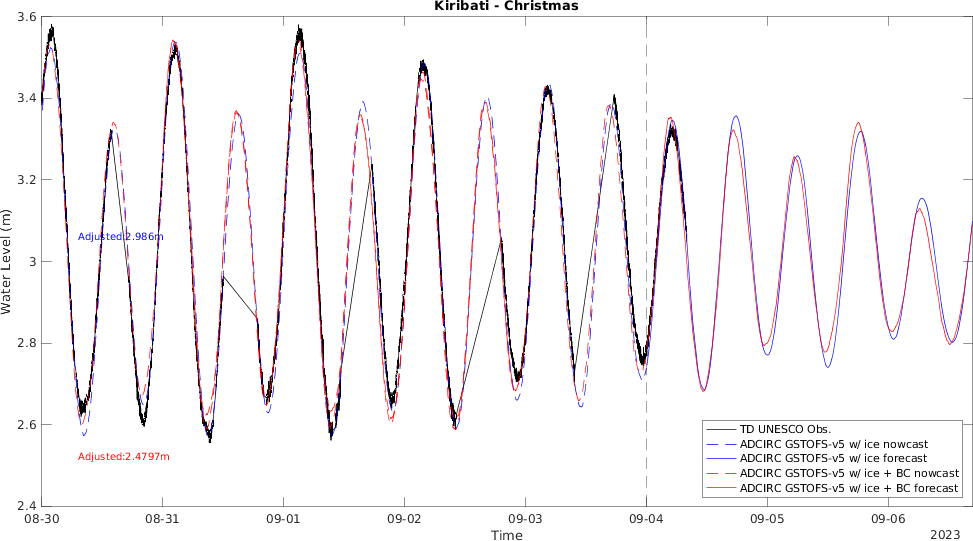 Kiribati - Christmas
3.6
3.4
3.2
3
2.8
2.6
2.4
Water Level (m)
Adjusted:2.986m
Adjusted:2.4797m
TD UNESCO Obs.
ADCIRC GSTOFS-v5 w/ ice nowcast
ADCIRC GSTOFS-v5 w/ ice forecast
ADCIRC GSTOFS-v5 w/ ice + BC nowcast
ADCIRC GSTOFS-v5 w/ ice + BC forecast
08-30 08-31 09-01 09-02 09-03 09-04 09-05 09-06
Time
2023